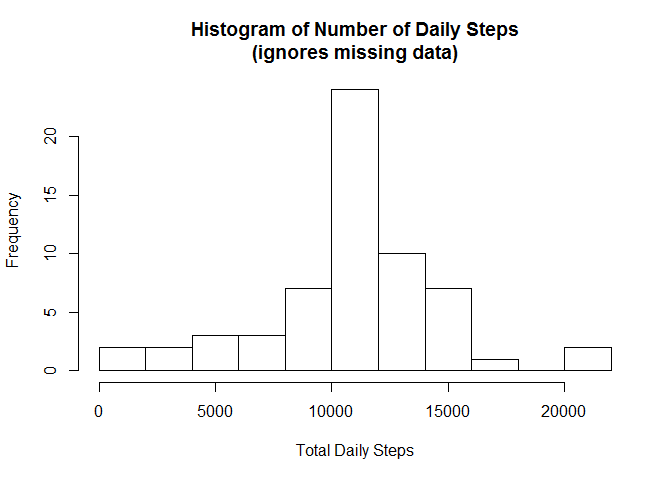 Histogram of Number of Daily Steps
(ignores missing data)
Frequency
20
15
10
5
0
0 5000 10000 15000 20000
Total Daily Steps